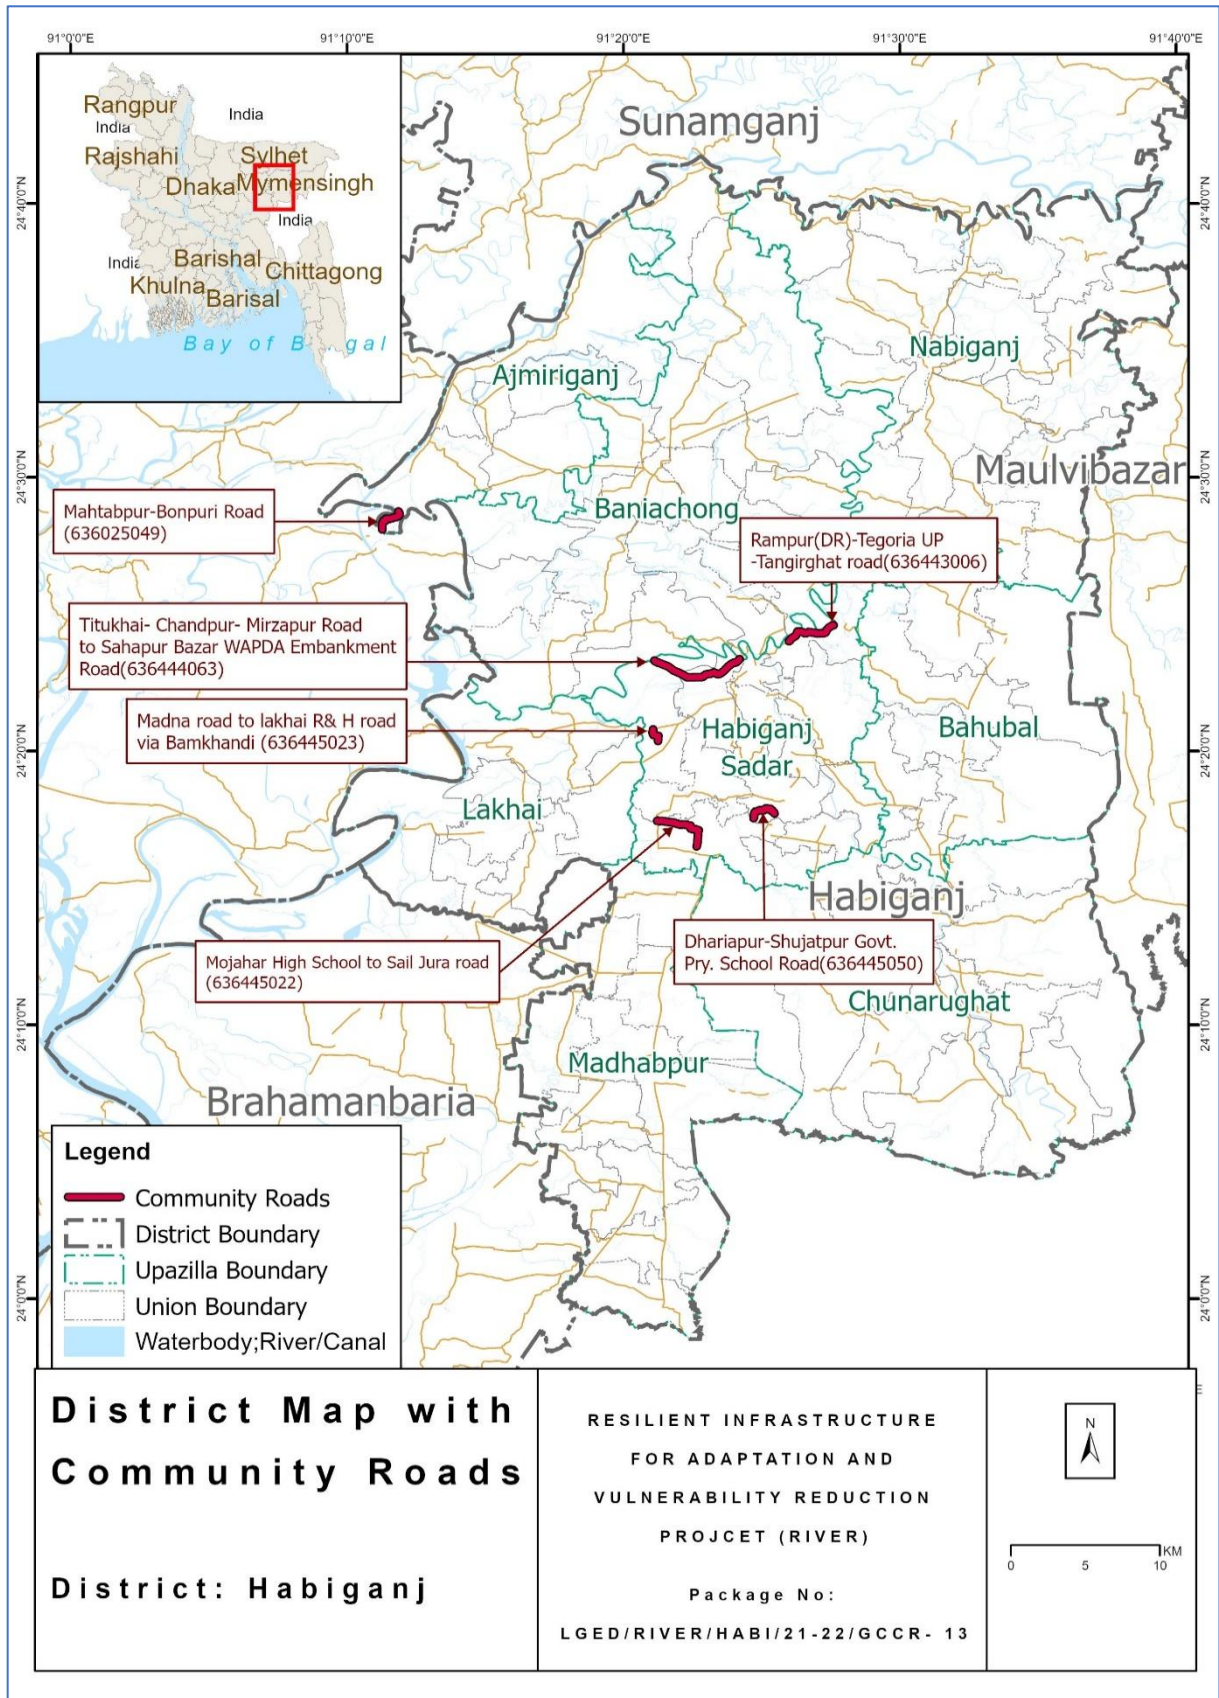 91°0'0"E
91°10'0"E
91°20'0"E
91°30'0"E
91°40'0"E
24°40'0"N
24°30'0"N
24°20'0"N
24°10'0"N
24°0'0"N
24°40'0"N
24°30'0"N
24°20'0"N
24°10'0"N
24°0'0"N
Rangpur
India
India
Rajshahi
Sylhet
Dhaka
Mymensingh
India
India
Barishal
Chittagong
Khulna
Barisal
Bay of Bengal
Sunamganj
Nabiganj
Ajmiriganj
Maulvibazar
Baniachong
Mahtabpur-Bonpuri Road
(636025049)
Rampur(DR)-Tegoria UP
-Tangirghat road(636443006)
Titukhai- Chandpur- Mirzapur Road
to Sahapur Bazar WAPDA Embankment
Road(636444063)
Madna road to lakhai R& H road
via Bamkhandi (636445023)
Habiganj
Sadar
Bahubal
Lakhai
Habiganj
Mojahar High School to Sail Jura road
(636445022)
Dhariapur-Shujatpur Govt.
Pry. School Road(636445050)
Chunarughat
Madhabpur
Brahamanbaria
Legend
Community Roads
District Boundary
Upazilla Boundary
Union Boundary
Waterbody;River/Canal
District Map with
Community Roads
District: Habiganj
RESILIENT INFRASTRUCTURE
FOR ADAPTATION AND
VULNERABILITY REDUCTION
PROJCET (RIVER)
Package No:
LGED/RIVER/HABI/21-22/GCCR- 13
N
KM
0 5 10